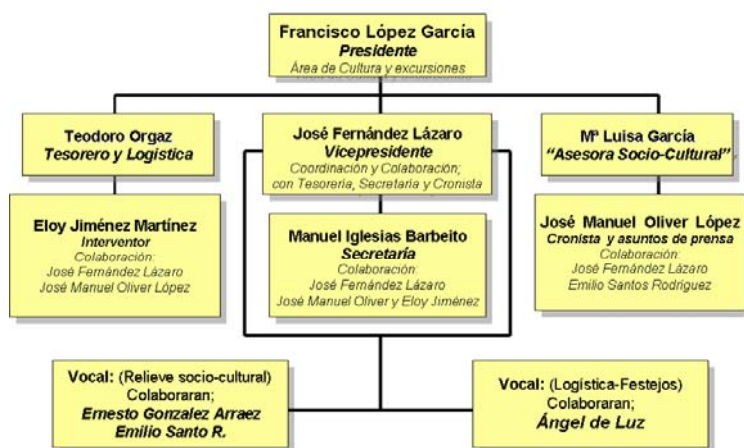 Francisco López García
Presidente
Área de Cultura y excursiones
Teodoro Orgaz
Tesorero y Logística
José Fernández Lázaro
Vicepresidente
Coordinación y Colaboración;
con Tesorería, Secretaria y Cronista
Mª Luisa García
"Asesora Socio-Cultural".
Eloy Jiménez Martínez
Interventor
Colaboración:
José Fernández Lázaro
José Manuel Oliver López
Manuel Iglesias Barbeito
Secretaría
Colaboración:
José Fernández Lázaro
José Manuel Oliver y Eloy Jiménez
José Manuel Oliver López
Cronista y asuntos de prensa
Colaboración:
José Fernández Lázaro
Emilio Santos Rodriguez
Vocal: (Relieve socio-cultural)
Colaboraran;
Ernesto Gonzalez Arraez
Emilio Santo R.
Vocal: (Logística-Festejos)
Colaboraran;
Ángel de Luz